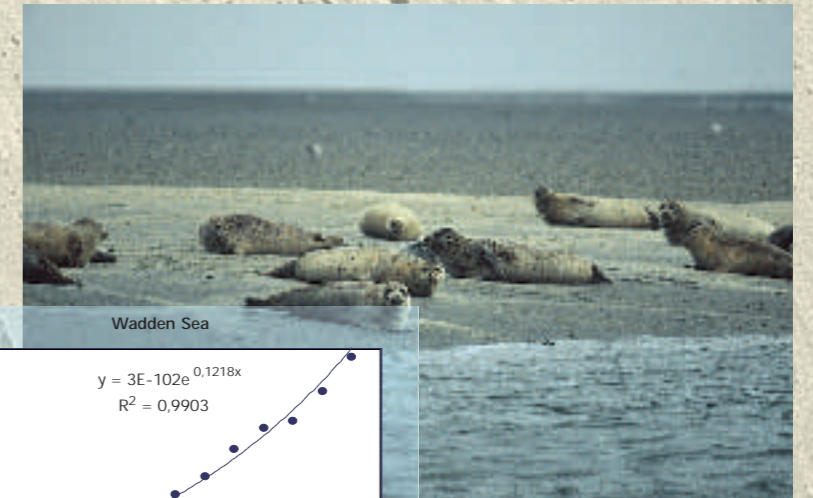 Wadden Sea
y = 3E-102e^0,1218x
R² = 0,9903